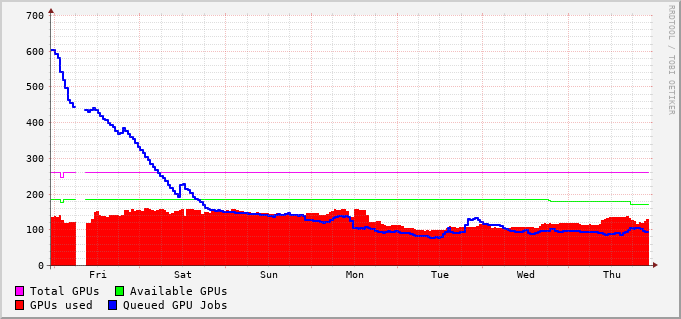 700
600
500
400
300
200
100
0
Fri Sat Sun Mon Tue Wed Thu
Total GPUs Available GPUs
GPUs used Queued GPU Jobs
RRDTOOL / TOBI OETIKER